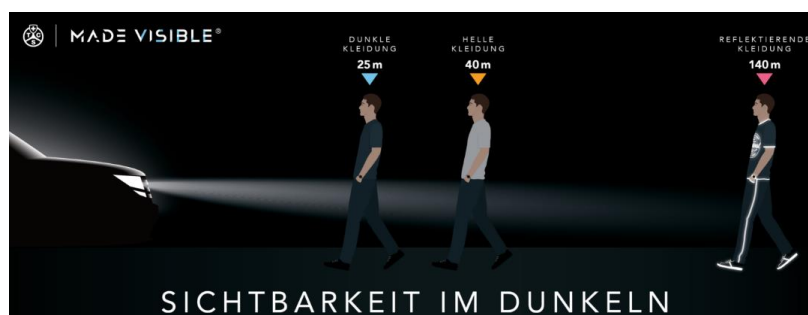 MADE VISIBLE®
DUNKLE
KLEIDUNG
25 m
HELLE
KLEIDUNG
40 m
REFLEKTIERENDE
KLEIDUNG
140 m
SICHTBARKEIT IM DUNKELN